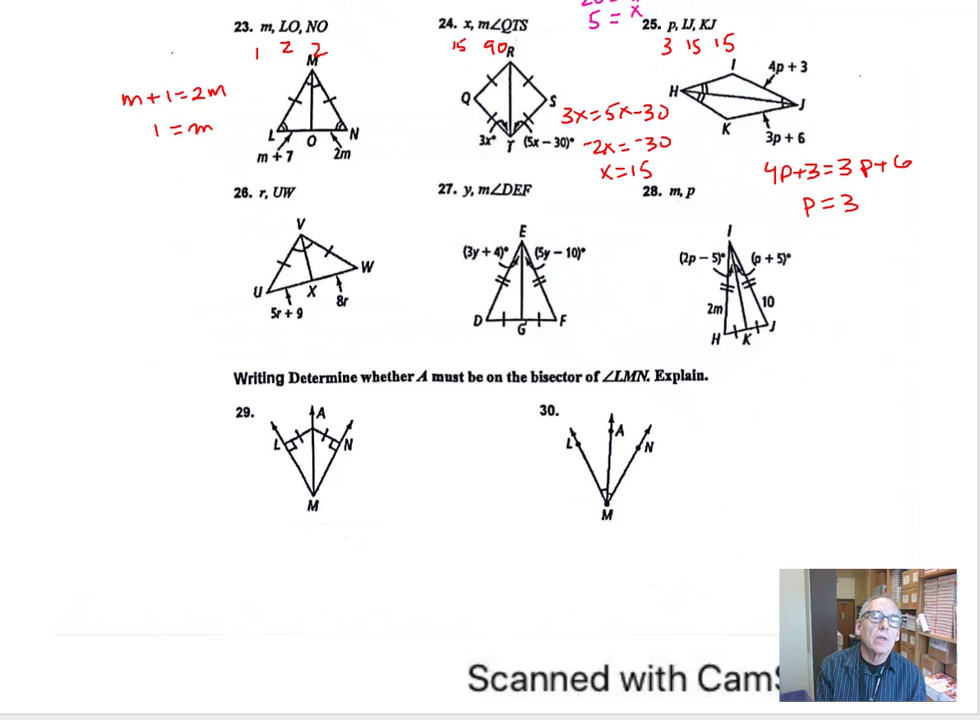 5 = x
23. m, LO, NO
1 2 2
24. x, m∠QTS
15 90
25. p, IJ, KJ
3 15 15
m+1=2m
1=m
M
L
O
N
m + 7
2m
R
Q
S
3x°
T
(5x – 30)°
3x=5x-30
-2x=-30
x=15
I
4p + 3
H
J
K
3p + 6
4p+3=3p+6
p=3
26. r, UW
27. y, m∠DEF
28. m, p
V
W
U
X
8r
5r + 9
E
(3y + 4)°
(5y – 10)°
D
G
F
I
(2p – 5)°
(p + 5)°
2m
10
H
K
J
Writing Determine whether A must be on the bisector of ∠LMN. Explain.
29.
A
L
N
M
30.
A
L
N
M
Scanned with CamS